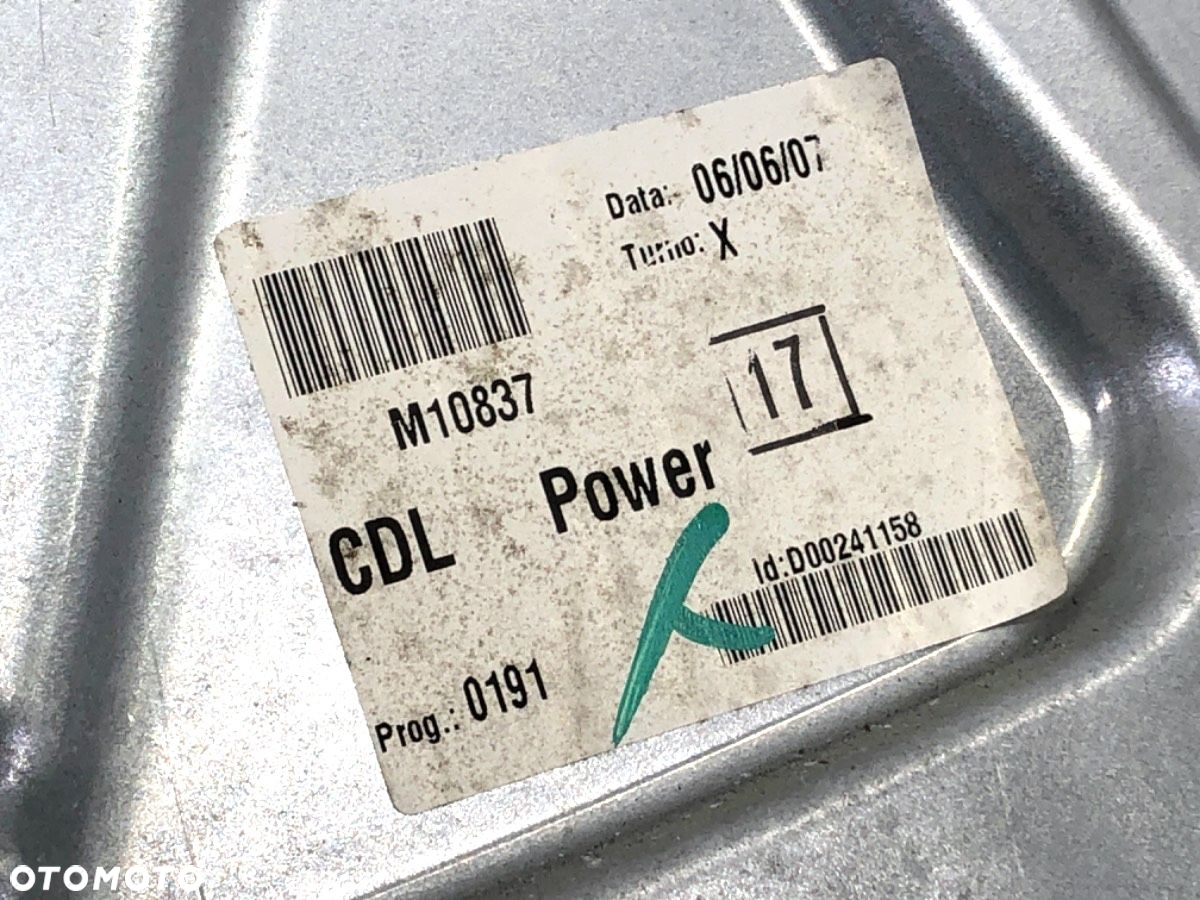 Data: 06/06/07
Turno: X
M10837
17
CDL Power
Id:D00241158
Prog.: 0191
OTOMOTO